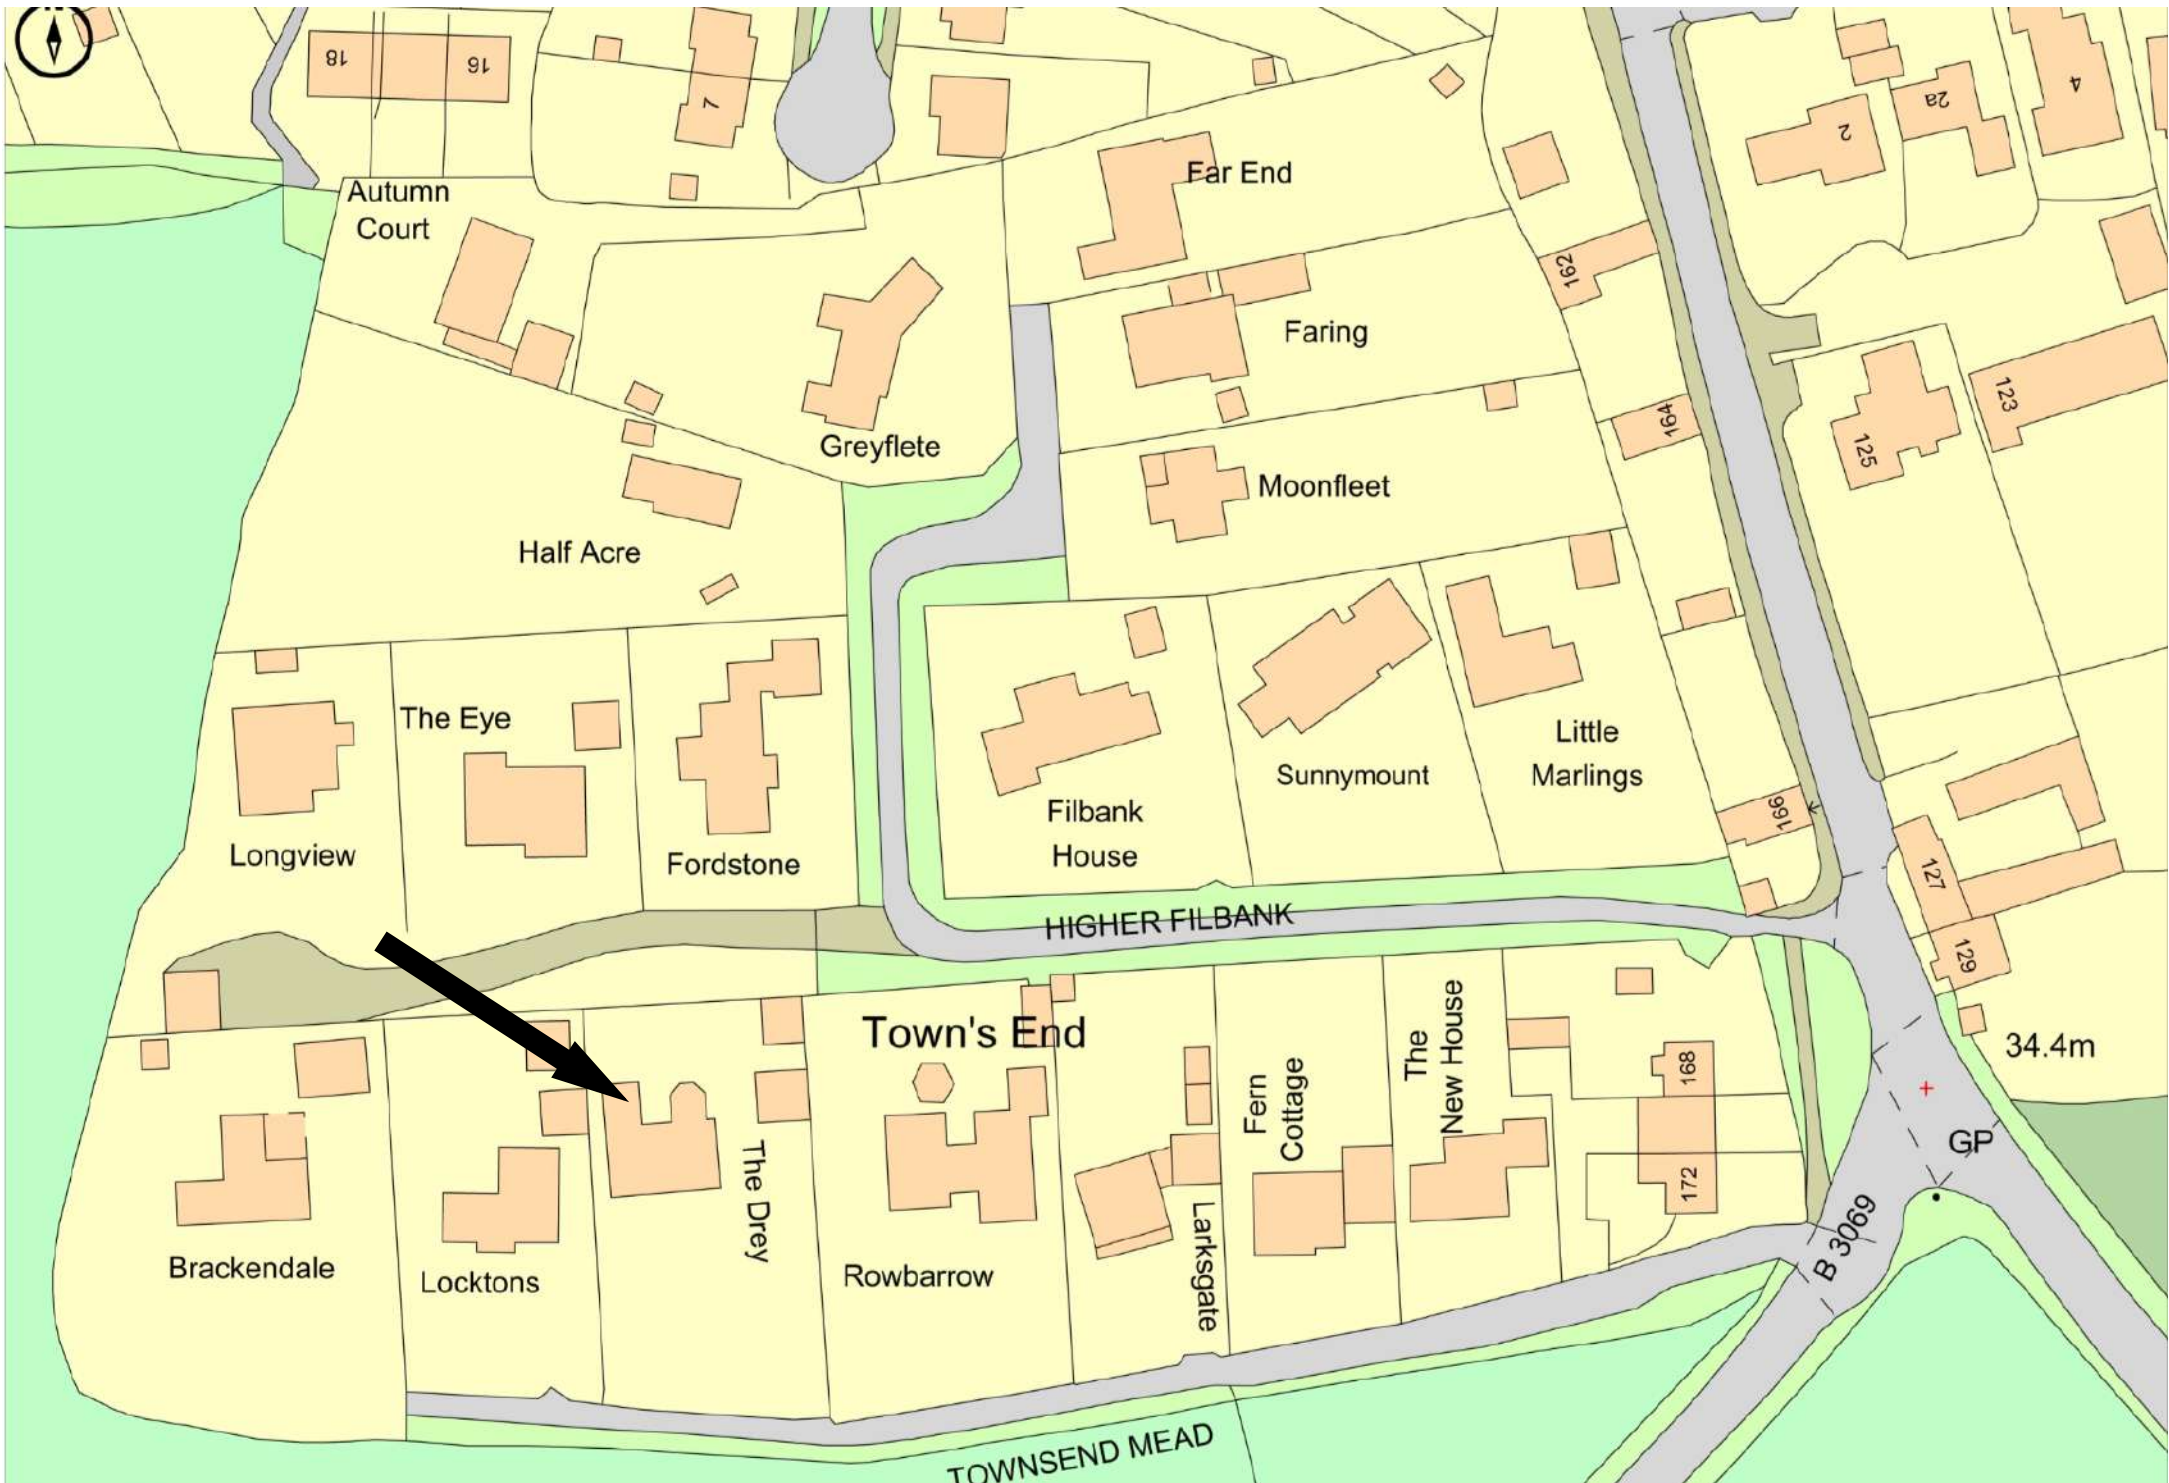 18
16
7
2
2a
4
Autumn
Court
Far End
162
Faring
Greyflete
164
123
125
Moonfleet
Half Acre
The Eye
Little
Marlings
Sunnymount
Filbank
House
166
Longview
Fordstone
127
HIGHER FILBANK
129
Town's End
The
New House
34.4m
168
Fern
Cottage
GP
The Drey
172
Brackendale
Locktons
Rowbarrow
Larksgate
B 3069
TOWNSEND MEAD